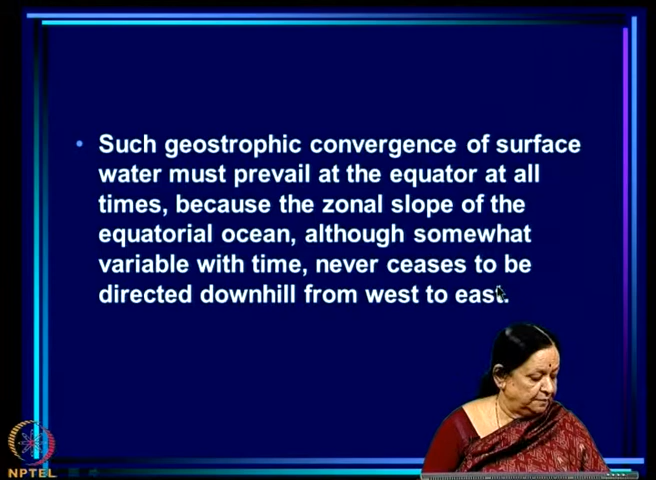 • Such geostrophic convergence of surface
water must prevail at the equator at all
times, because the zonal slope of the
equatorial ocean, although somewhat
variable with time, never ceases to be
directed downhill from west to east.
NPTEL